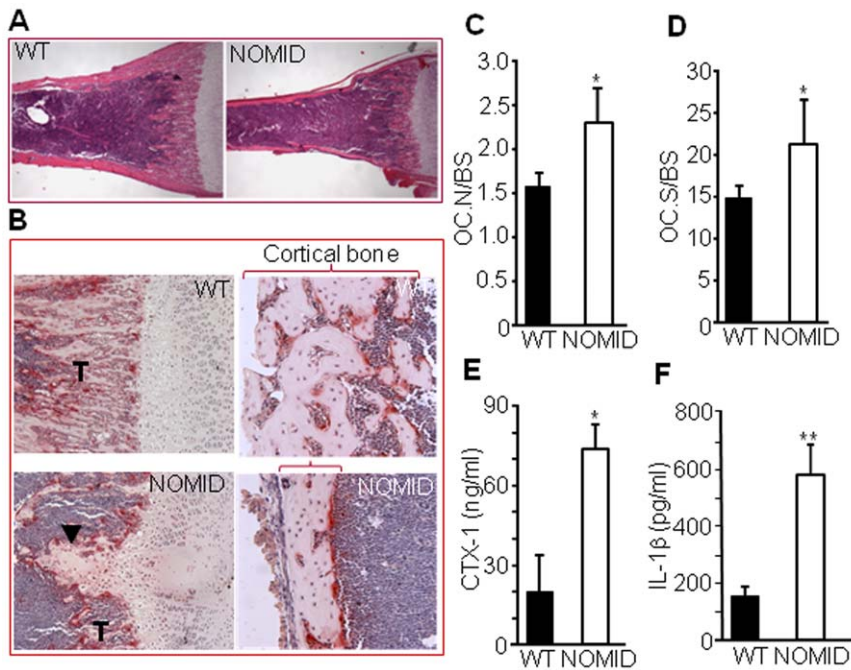 A
WT
NOMID
B
Cortical bone
WT
T
NOMID
T
NOMID
C
3.0
2.5
2.0
1.5
1.0
0.5
0
OC.N/BS
*
WT NOMID
D
30
25
20
15
10
5
0
OC.S/BS
*
WT NOMID
E
90
60
30
0
CTX-1 (ng/ml)
*
WT NOMID
F
800
600
400
200
0
IL-1β (pg/ml)
**
WT NOMID